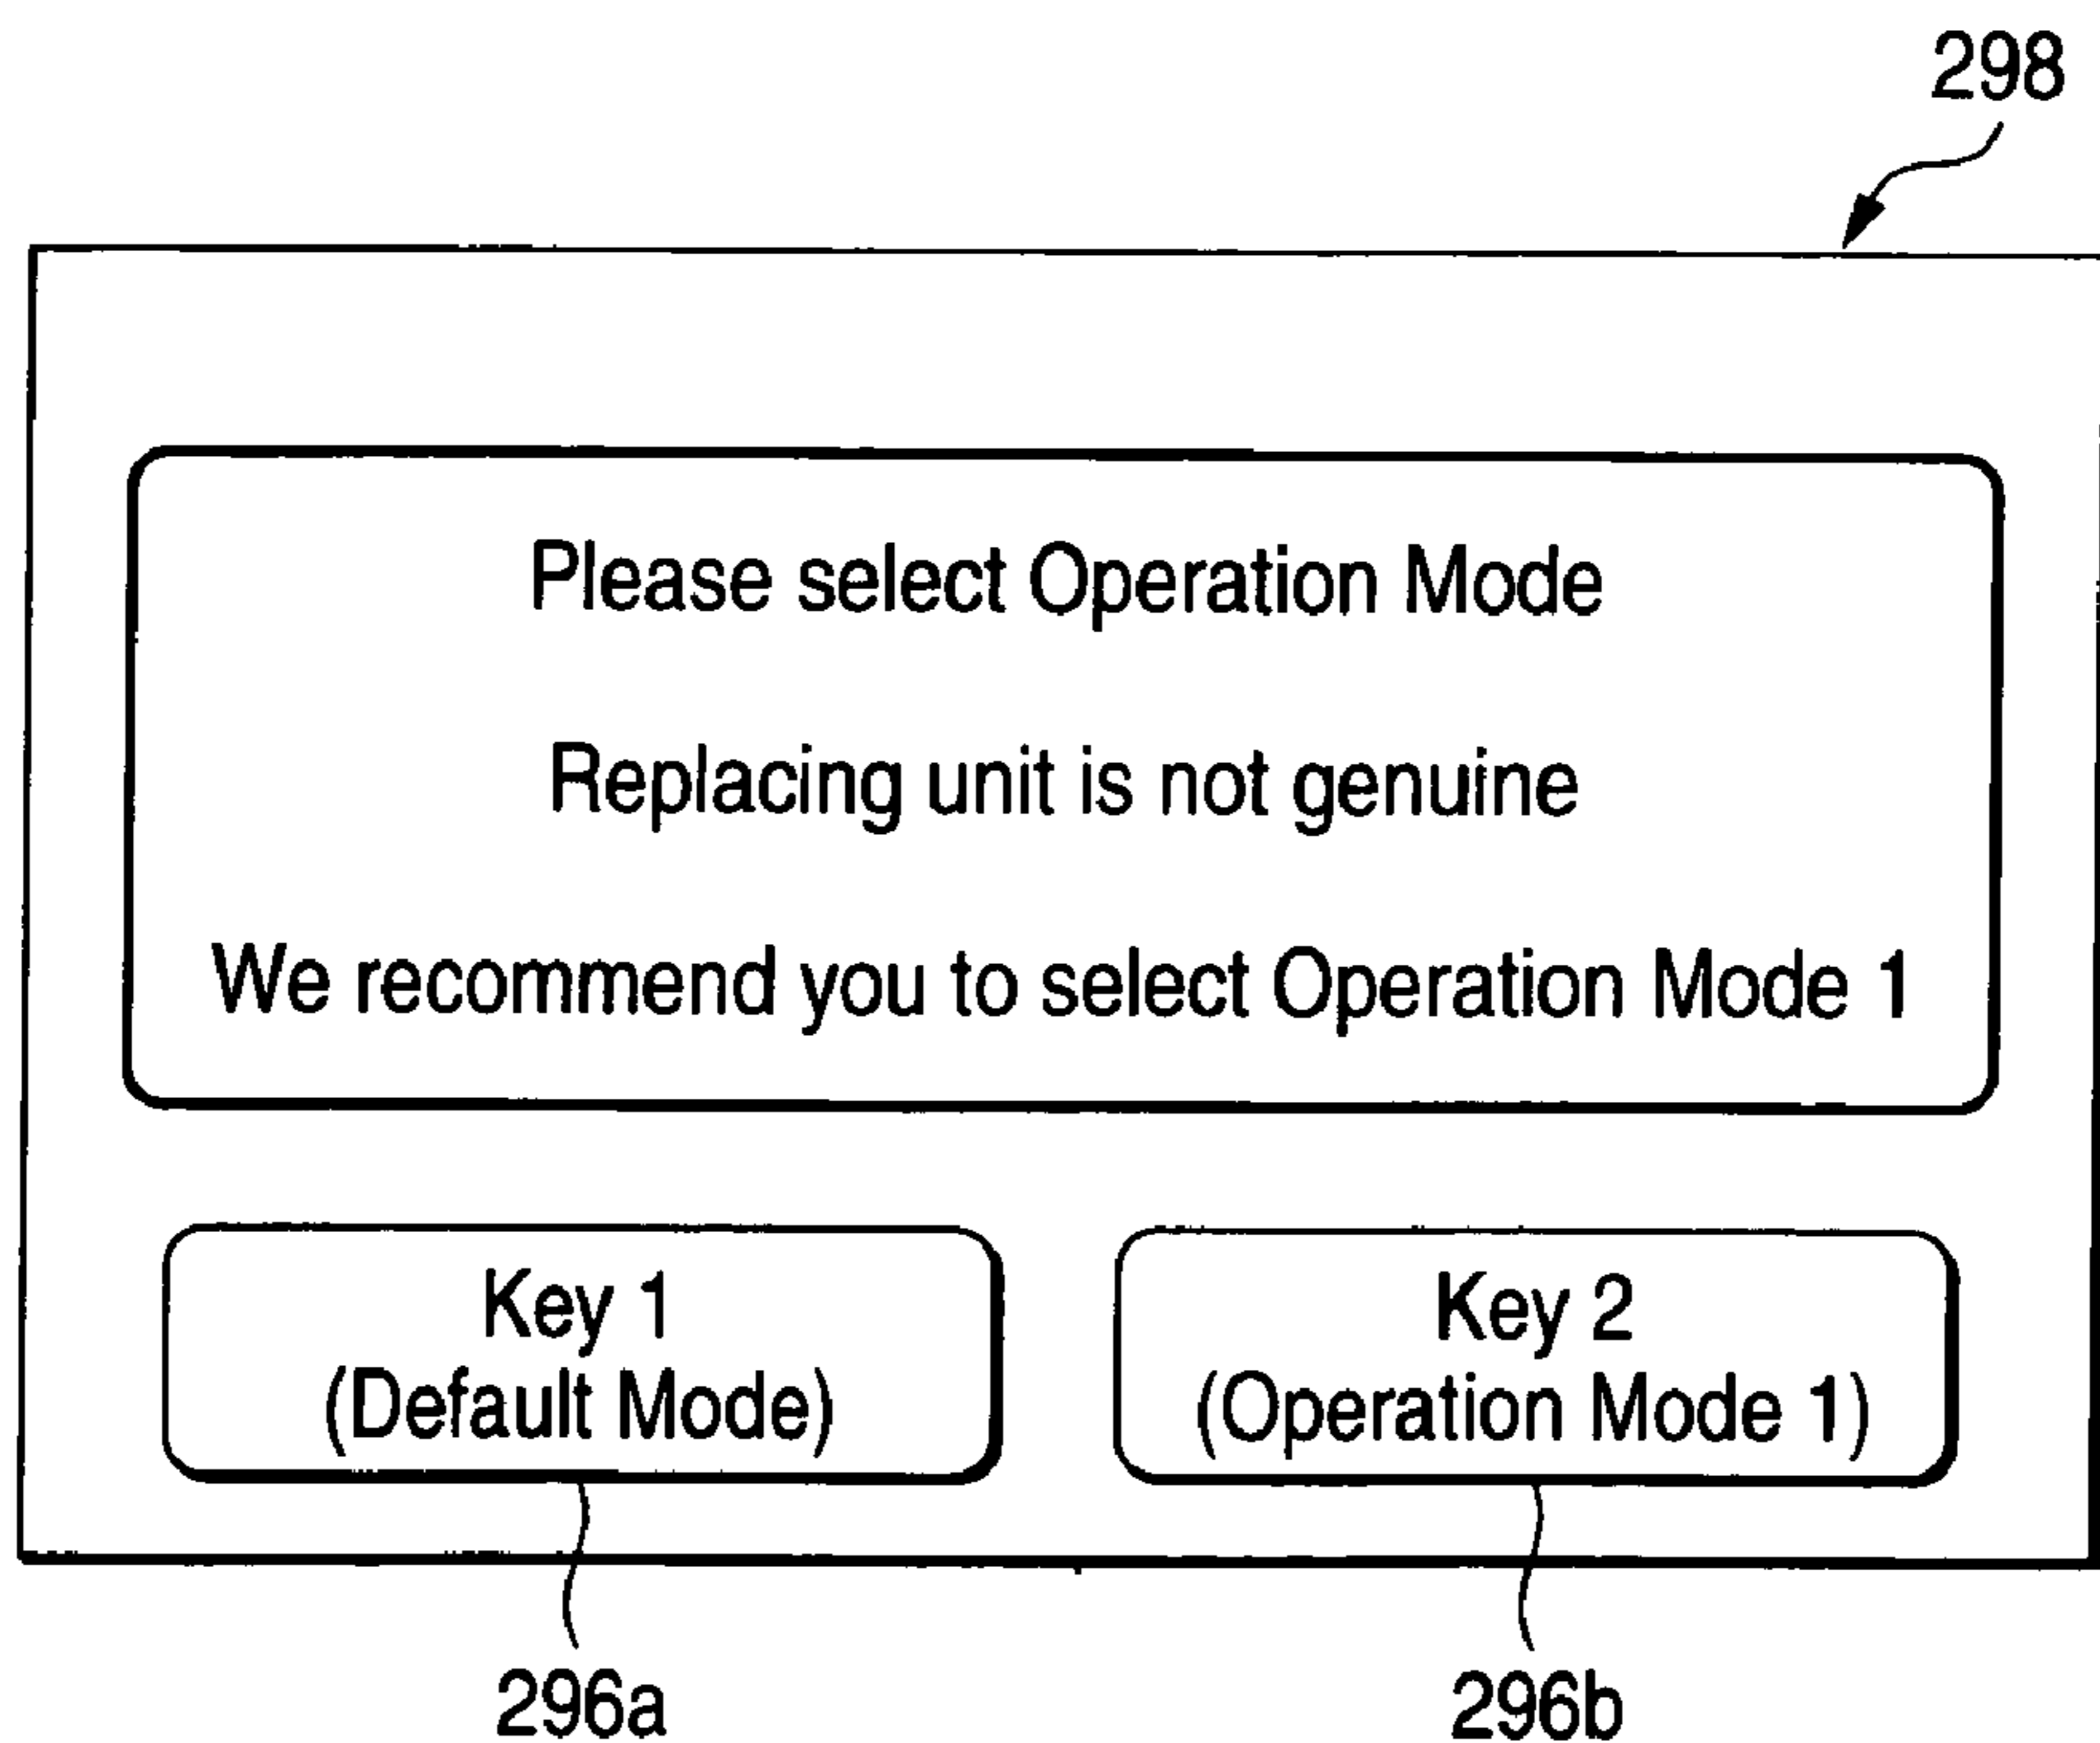 298
Please select Operation Mode
Replacing unit is not genuine
We recommend you to select Operation Mode 1
Key 1
(Default Mode)
Key 2
(Operation Mode 1)
296a
296b